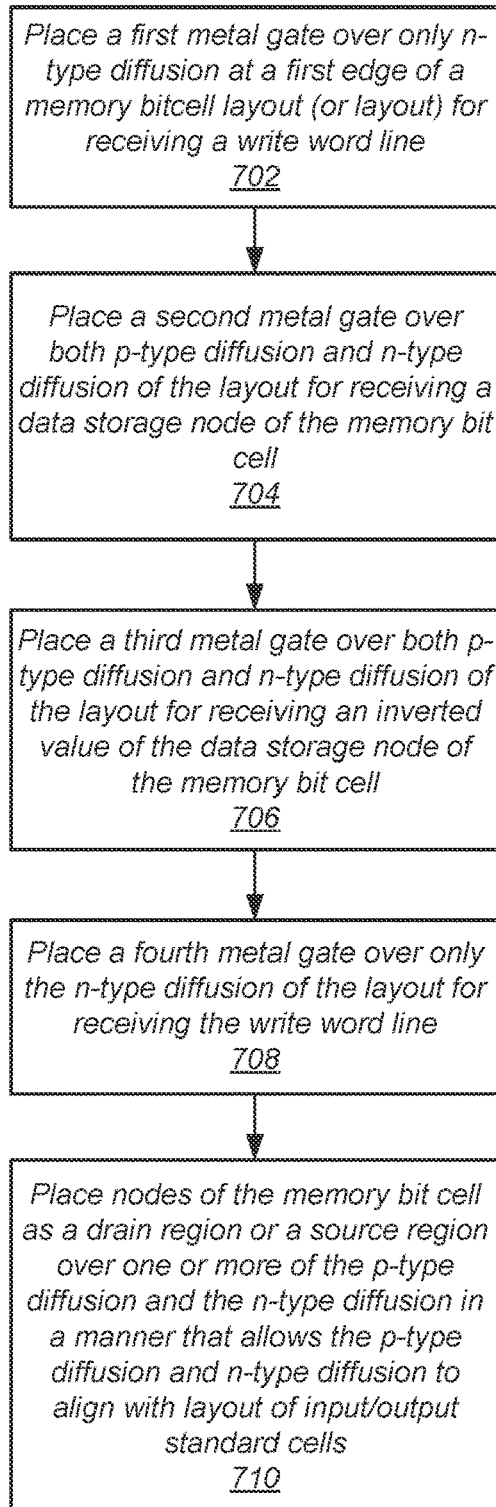 Place a first metal gate over only n-
type diffusion at a first edge of a
memory bitcell layout (or layout) for
receiving a write word line
702
Place a second metal gate over
both p-type diffusion and n-type
diffusion of the layout for receiving a
data storage node of the memory bit
cell
704
Place a third metal gate over both p-
type diffusion and n-type diffusion of
the layout for receiving an inverted
value of the data storage node of
the memory bit cell
706
Place a fourth metal gate over only
the n-type diffusion of the layout for
receiving the write word line
708
Place nodes of the memory bit cell
as a drain region or a source region
over one or more of the p-type
diffusion and the n-type diffusion in
a manner that allows the p-type
diffusion and n-type diffusion to
align with layout of input/output
standard cells
710